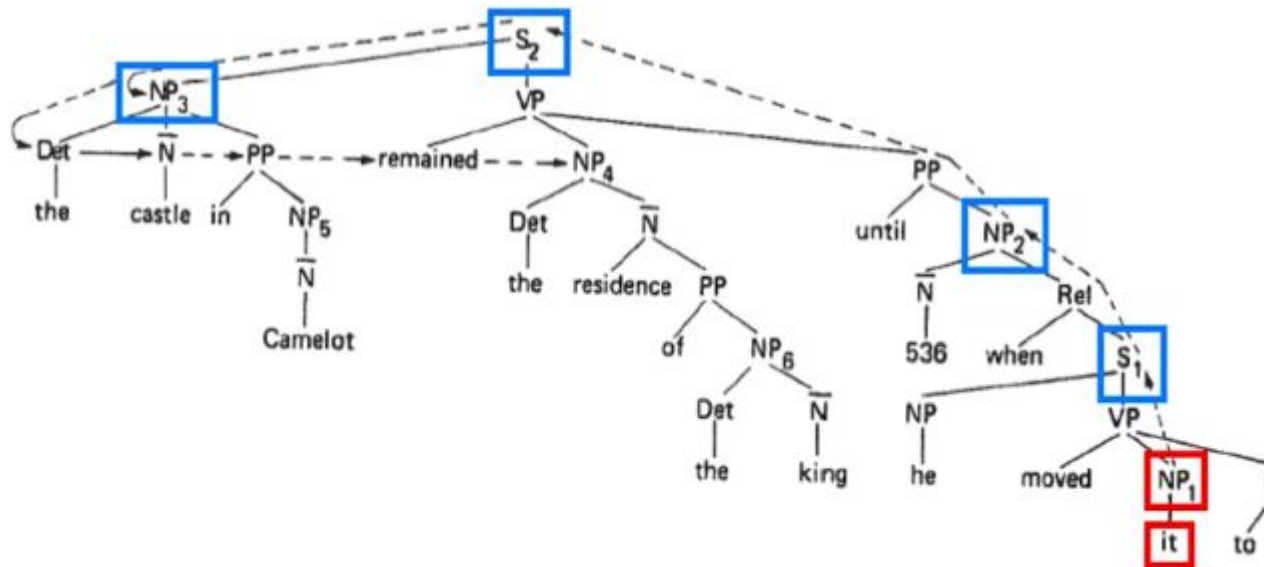 S2
NP3 VP
Det N̅ PP remained NP4 PP
the castle in NP5 Det N̅ until NP2
N̅ the residence PP N̅ Rel
Camelot of NP6 536 when S1
Det N̅ NP VP
the king he moved NP1
it to